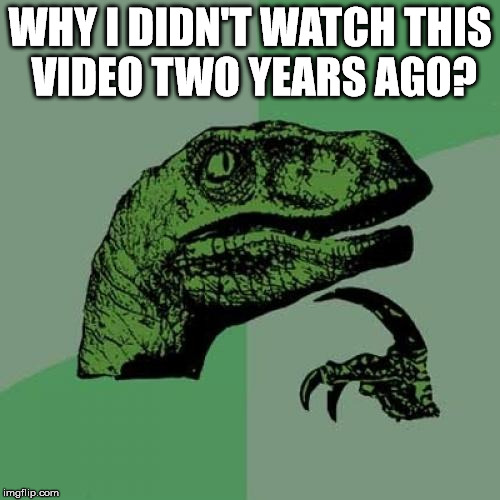 WHY I DIDN'T WATCH THIS
VIDEO TWO YEARS AGO?
imgflip.com